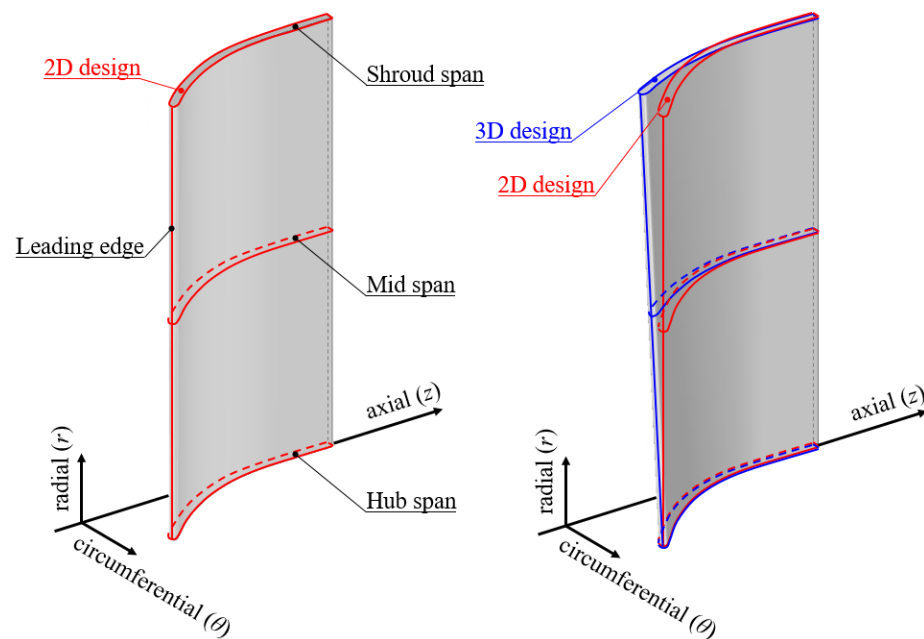 2D design
Shroud span
Leading edge
Mid span
axial (z)
radial (r)
Hub span
circumferential (θ)
3D design
2D design
axial (z)
radial (r)
circumferential (θ)